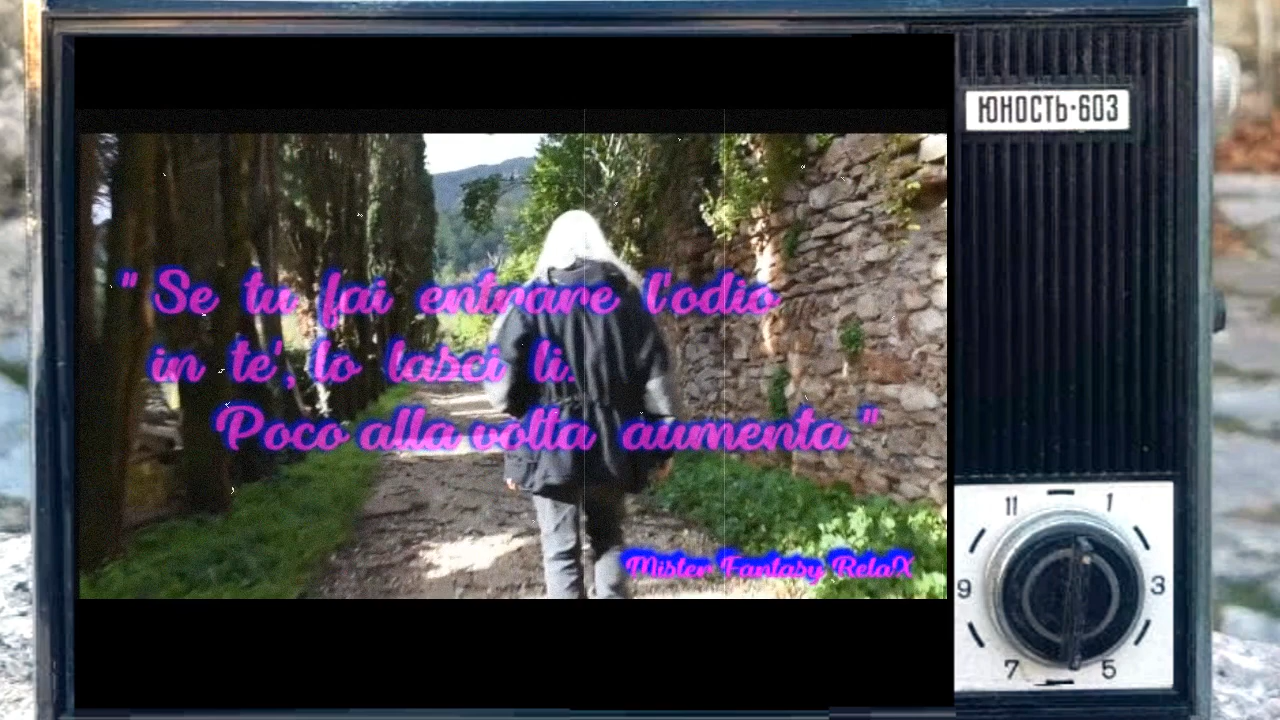 ЮНОСТЬ·603
" Se tu fai entrare l'odio
in te', lo lasci li.
Poco alla volta aumenta "
Mister Fantasy RelaX
11 1
9 3
7 5